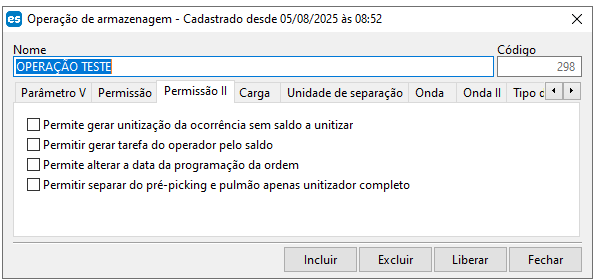 es Operação de armazenagem - Cadastrado desde 05/08/2025 às 08:52
Nome Código
OPERAÇÃO TESTE 298
Parâmetro V Permissão Permissão II Carga Unidade de separação Onda Onda II Tipo
Permite gerar unitização da ocorrência sem saldo a unitizar
Permitir gerar tarefa do operador pelo saldo
Permite alterar a data da programação da ordem
Permitir separar do pré-picking e pulmão apenas unitizador completo
Incluir Excluir Liberar Fechar